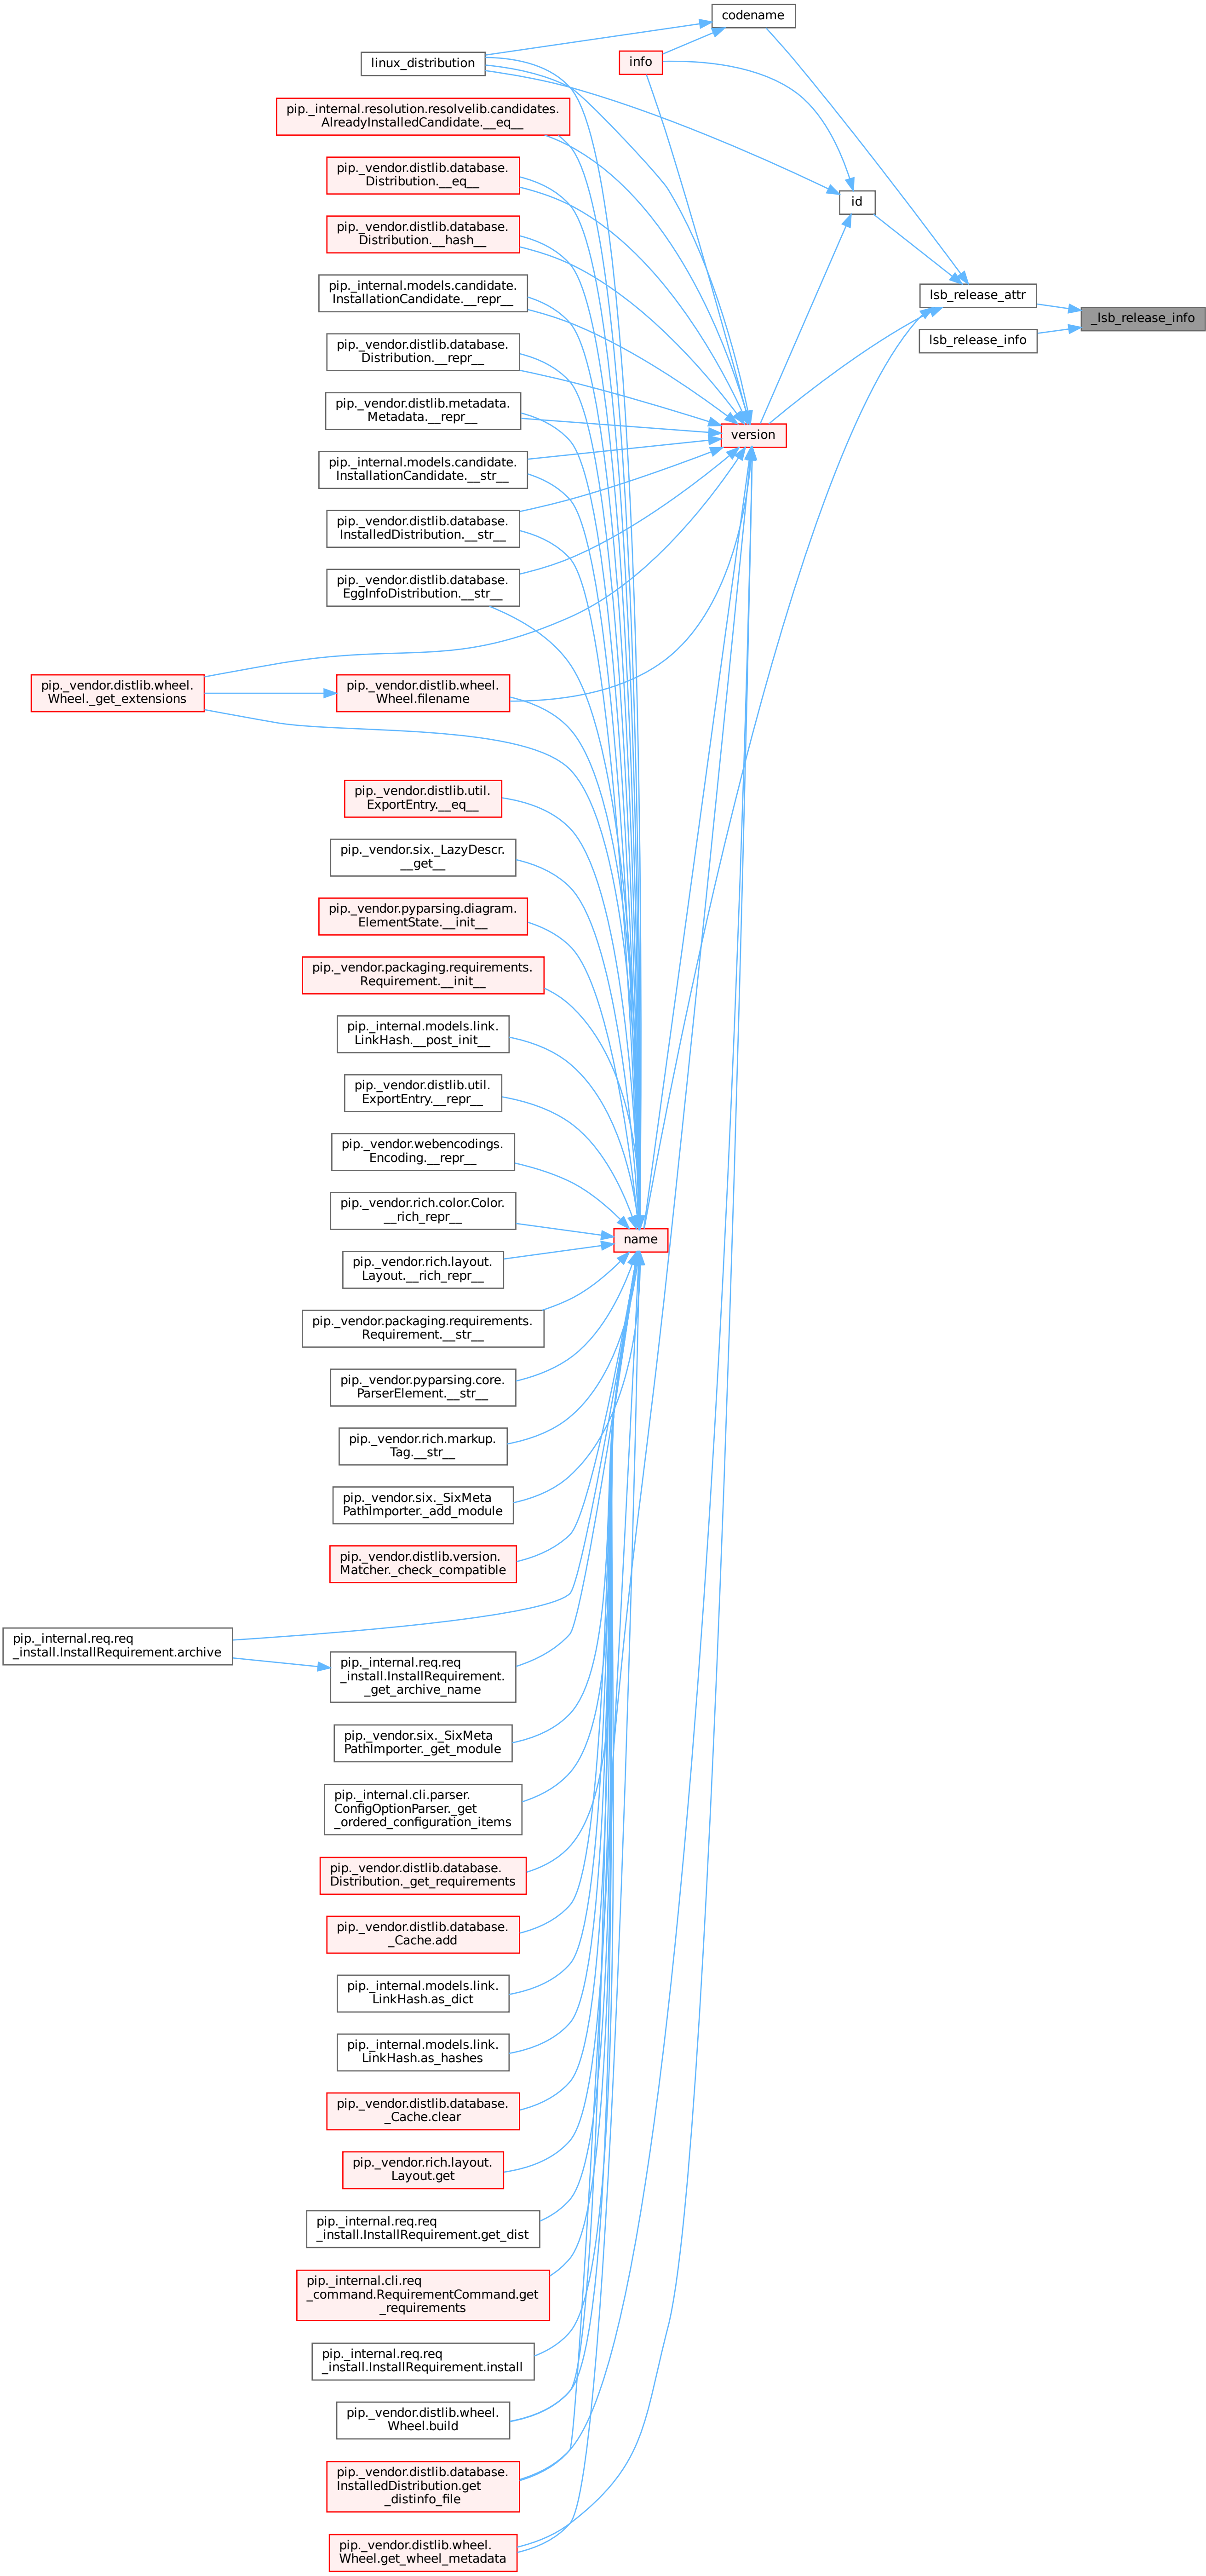 codename
linux_distribution
info
pip._internal.resolution.resolvelib.candidates.
AlreadyInstalledCandidate.__eq__
pip._vendor.distlib.database.
Distribution.__eq__
id
pip._vendor.distlib.database.
Distribution.__hash__
pip._internal.models.candidate.
InstallationCandidate.__repr__
lsb_release_attr
_lsb_release_info
lsb_release_info
pip._vendor.distlib.database.
Distribution.__repr__
pip._vendor.distlib.metadata.
Metadata.__repr__
version
pip._internal.models.candidate.
InstallationCandidate.__str__
pip._vendor.distlib.database.
InstalledDistribution.__str__
pip._vendor.distlib.database.
EggInfoDistribution.__str__
pip._vendor.distlib.wheel.
Wheel._get_extensions
pip._vendor.distlib.wheel.
Wheel.filename
pip._vendor.distlib.util.
ExportEntry.__eq__
pip._vendor.six._LazyDescr.
__get__
pip._vendor.pyparsing.diagram.
ElementState.__init__
pip._vendor.packaging.requirements.
Requirement.__init__
pip._internal.models.link.
LinkHash.__post_init__
pip._vendor.distlib.util.
ExportEntry.__repr__
pip._vendor.webencodings.
Encoding.__repr__
pip._vendor.rich.color.Color.
__rich_repr__
name
pip._vendor.rich.layout.
Layout.__rich_repr__
pip._vendor.packaging.requirements.
Requirement.__str__
pip._vendor.pyparsing.core.
ParserElement.__str__
pip._vendor.rich.markup.
Tag.__str__
pip._vendor.six._SixMeta
PathImporter._add_module
pip._vendor.distlib.version.
Matcher._check_compatible
pip._internal.req.req
_install.InstallRequirement.archive
pip._internal.req.req
_install.InstallRequirement.
_get_archive_name
pip._vendor.six._SixMeta
PathImporter._get_module
pip._internal.cli.parser.
ConfigOptionParser._get
_ordered_configuration_items
pip._vendor.distlib.database.
Distribution._get_requirements
pip._vendor.distlib.database.
_Cache.add
pip._internal.models.link.
LinkHash.as_dict
pip._internal.models.link.
LinkHash.as_hashes
pip._vendor.distlib.database.
_Cache.clear
pip._vendor.rich.layout.
Layout.get
pip._internal.req.req
_install.InstallRequirement.get_dist
pip._internal.cli.req
_command.RequirementCommand.get
_requirements
pip._internal.req.req
_install.InstallRequirement.install
pip._vendor.distlib.wheel.
Wheel.build
pip._vendor.distlib.database.
InstalledDistribution.get
_distinfo_file
pip._vendor.distlib.wheel.
Wheel.get_wheel_metadata